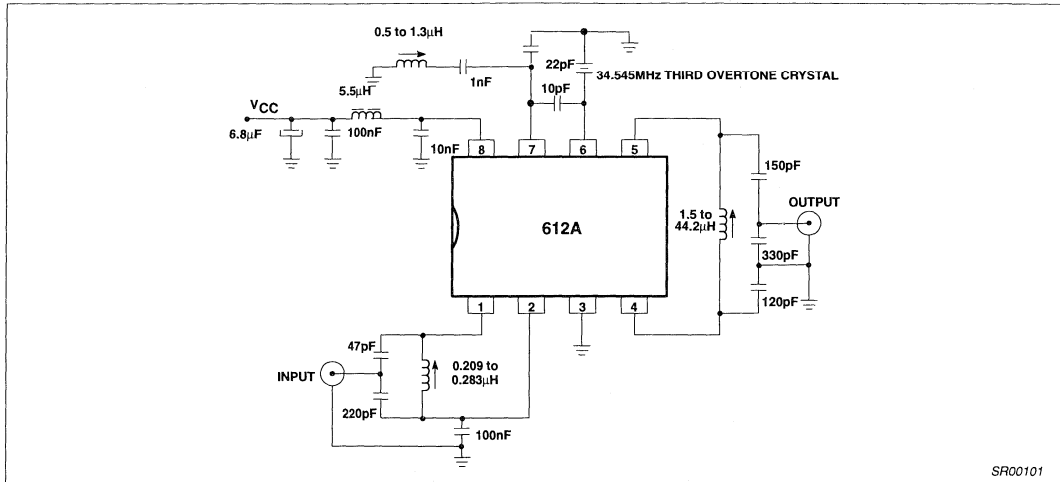 0.5 to 1.3μH
22pF
34.545MHz THIRD OVERTONE CRYSTAL
1nF
5.5μH
10pF
VCC
6.8μF
100nF
10nF
8
7
6
5
150pF
OUTPUT
1.5 to
44.2μH
612A
330pF
120pF
1
2
3
4
47pF
0.209 to
0.283μH
INPUT
220pF
100nF
SR00101